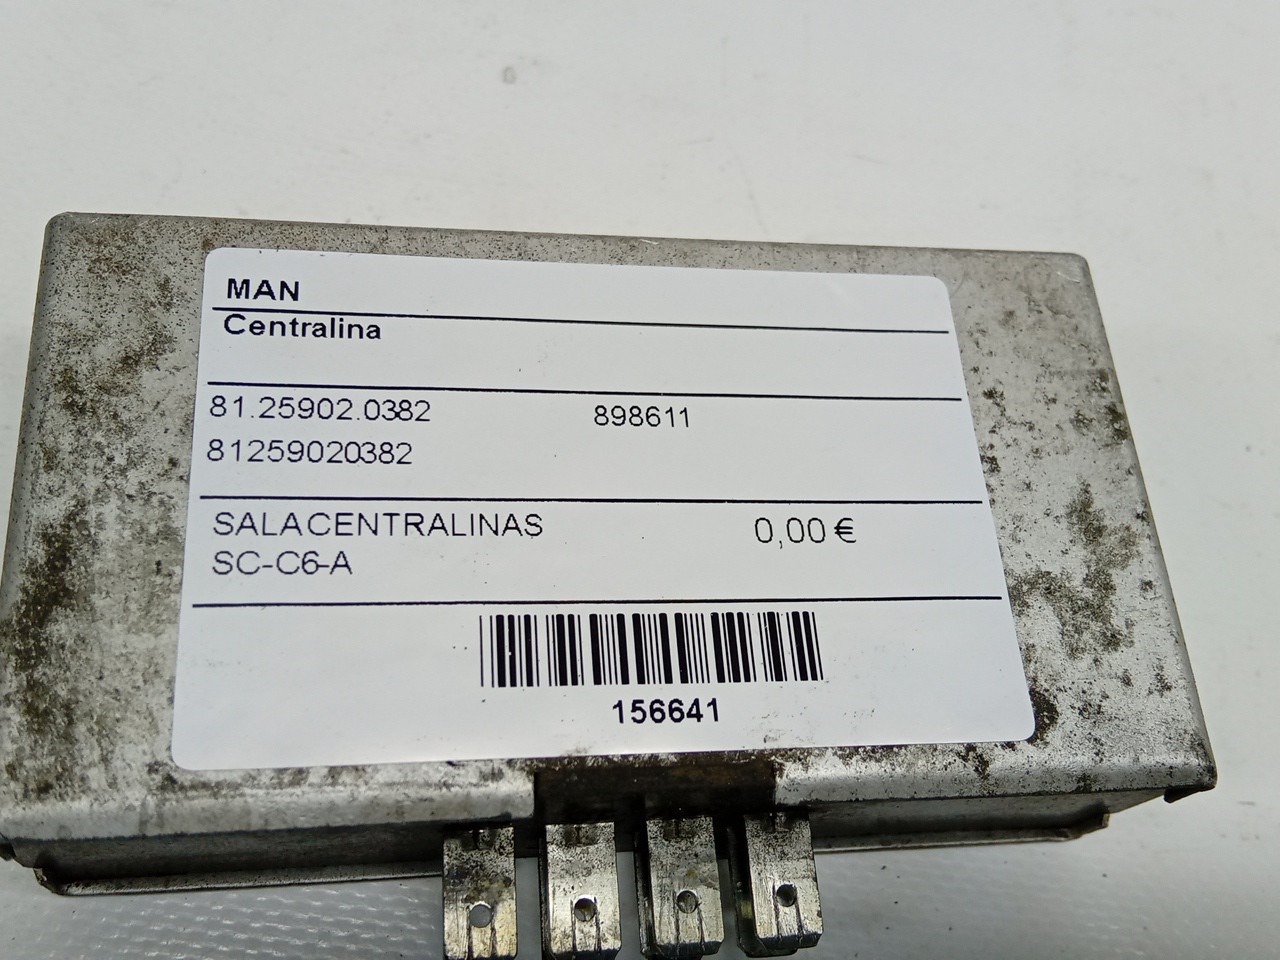 MAN
Centralina
81.25902.0382 898611
81259020382
SALACENTRALINAS 0,00 €
SC-C6-A
156641